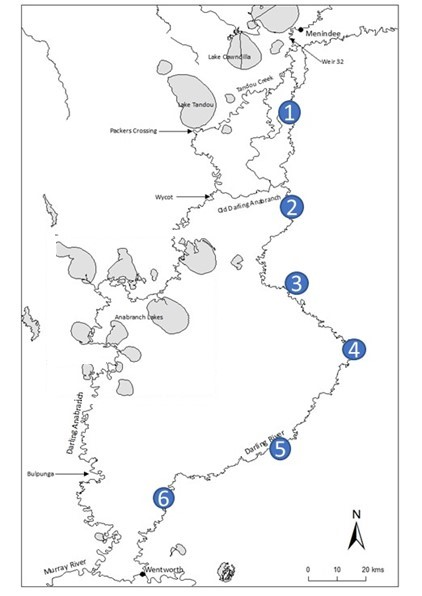 Menindee
Lake Cawndilla
Weir 32
Tandou Creek
Lake Tandou
1
Packers Crossing
Wycot
Old Darling Anabranch
2
3
Anabranch Lakes
4
Darling Anabranch
Darling River
5
Bulpunga
6
N
Murray River
Wentworth
0 10 20 kms